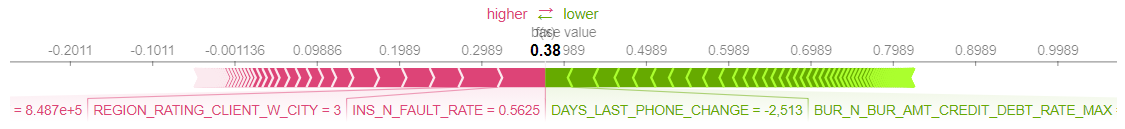 higher ⇄ lower
f(x) base value
-0.2011 -0.1011 -0.001136 0.09886 0.1989 0.2989 0.38 0.4989 0.5989 0.6989 0.7989 0.8989 0.9989
= 8.487e+5 REGION_RATING_CLIENT_W_CITY = 3 INS_N_FAULT_RATE = 0.5625 DAYS_LAST_PHONE_CHANGE = -2,513 BUR_N_BUR_AMT_CREDIT_DEBT_RATE_MAX =